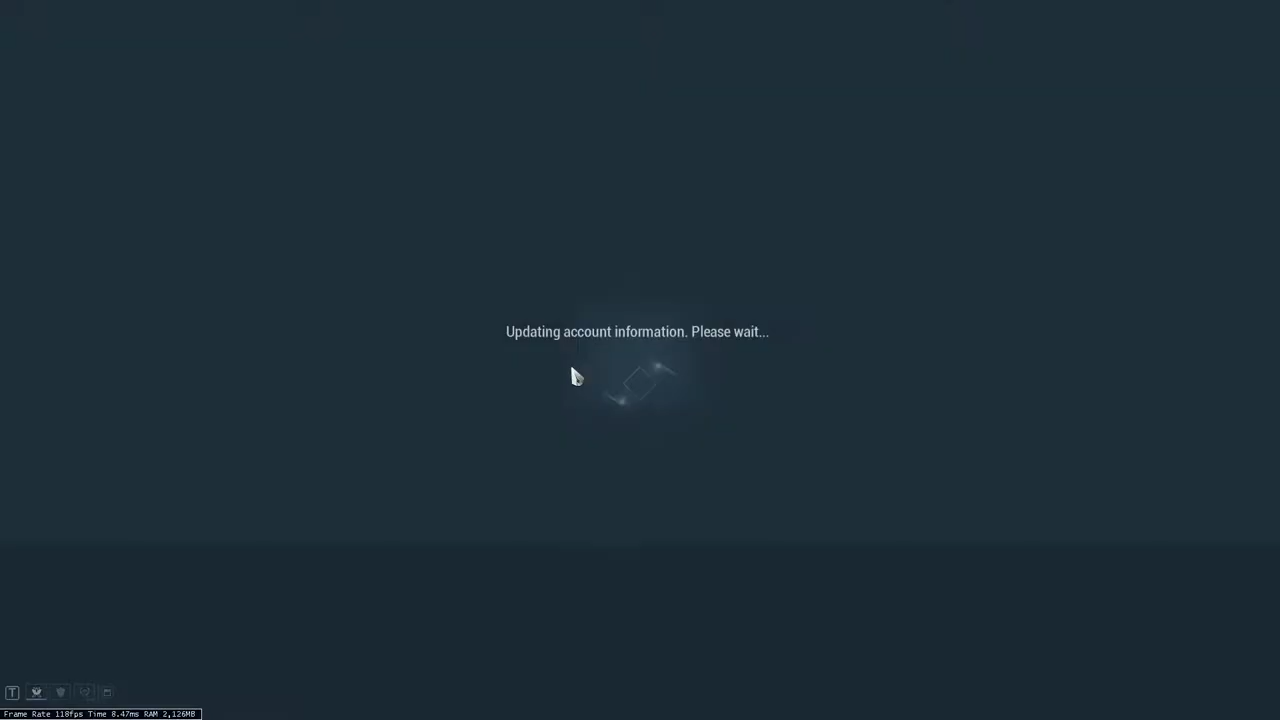 Updating account information. Please wait...
T
Frame Rate 118fps Time 8.47ms RAM 2,126MB